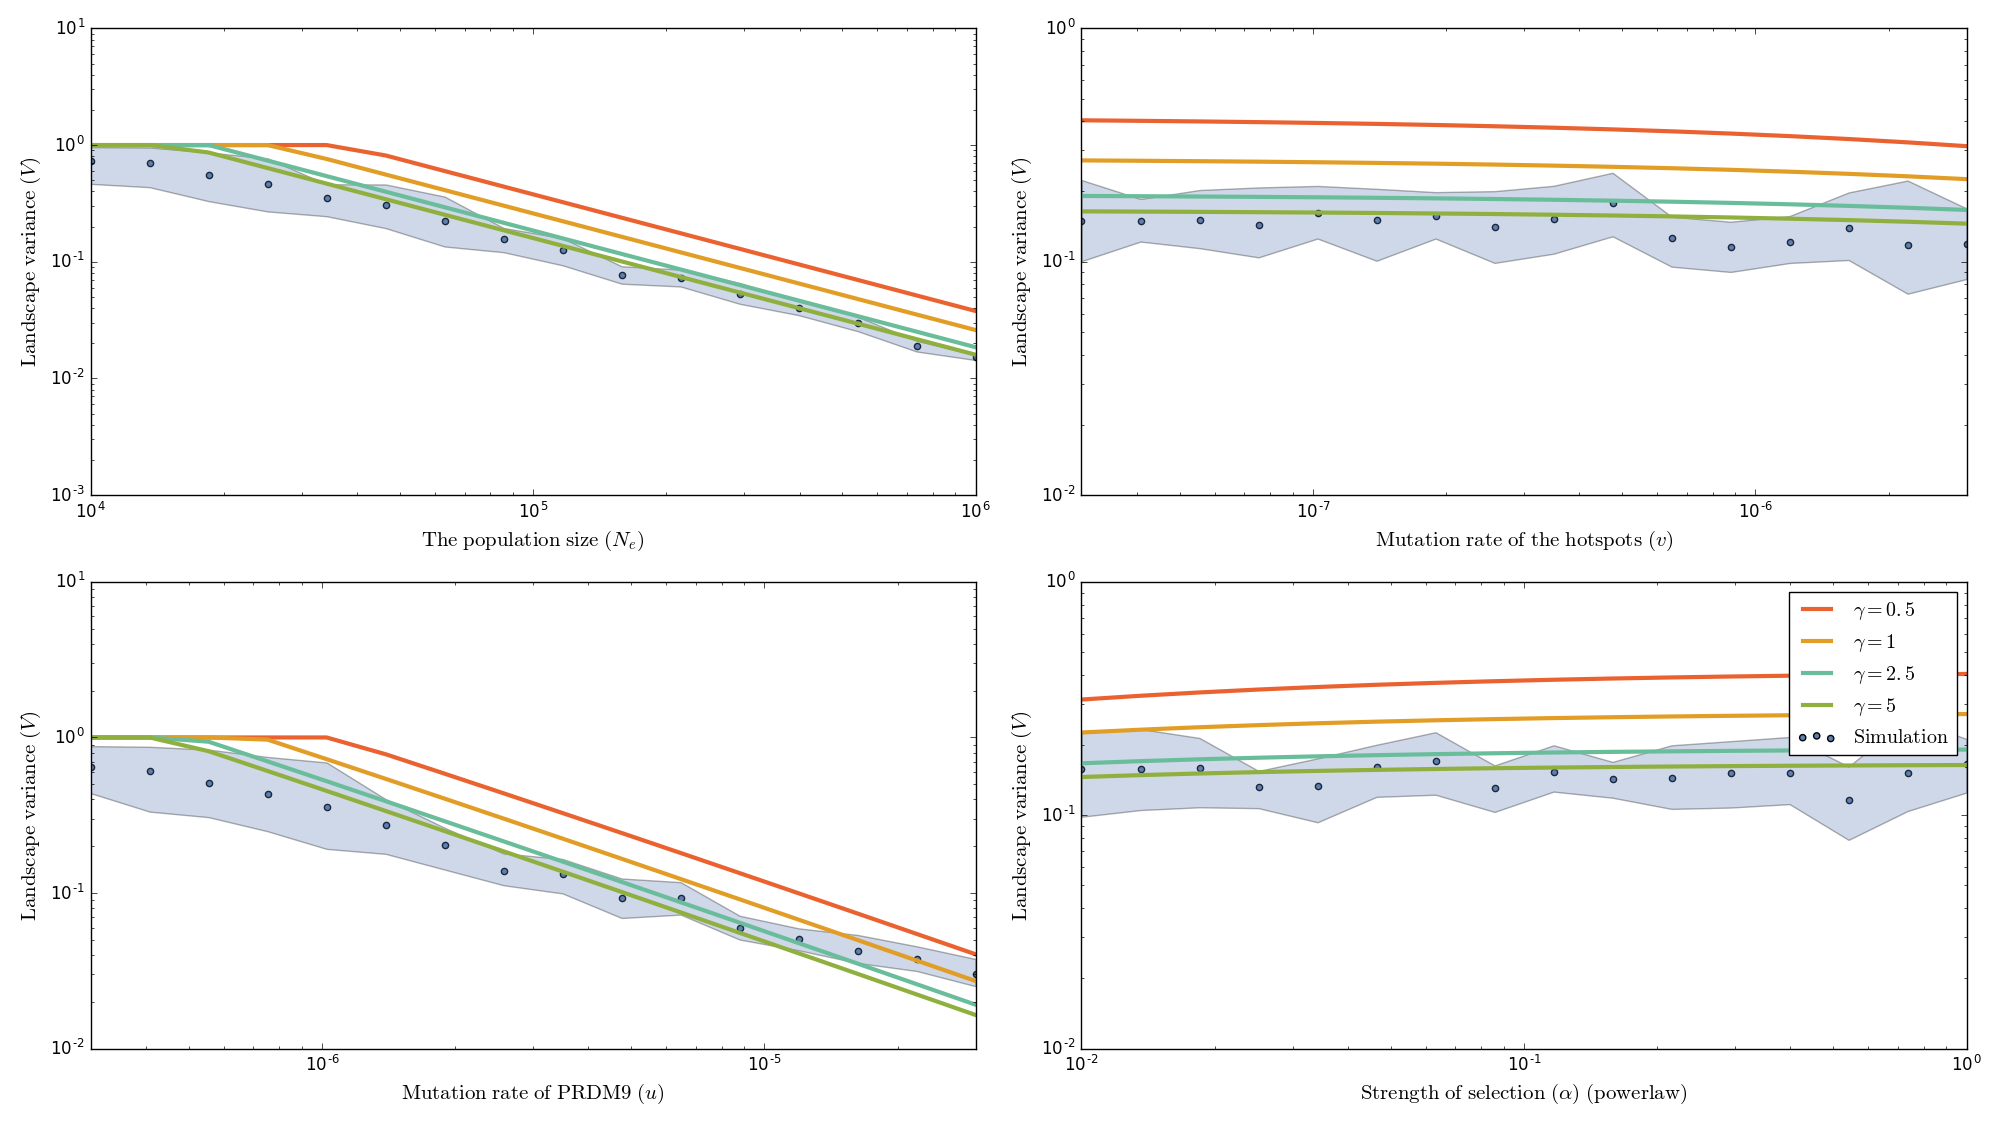 10^1
10^0
10^-1
10^-2
10^-3
Landscape variance (V)
10^4
10^5
10^6
The population size (N_e)
10^0
10^-1
10^-2
Landscape variance (V)
10^-7
10^-6
Mutation rate of the hotspots (v)
10^1
10^0
10^-1
10^-2
Landscape variance (V)
10^-6
10^-5
Mutation rate of PRDM9 (u)
10^0
10^-1
10^-2
Landscape variance (V)
10^-2
10^-1
10^0
Strength of selection (α) (powerlaw)
γ = 0.5
γ = 1
γ = 2.5
γ = 5
Simulation